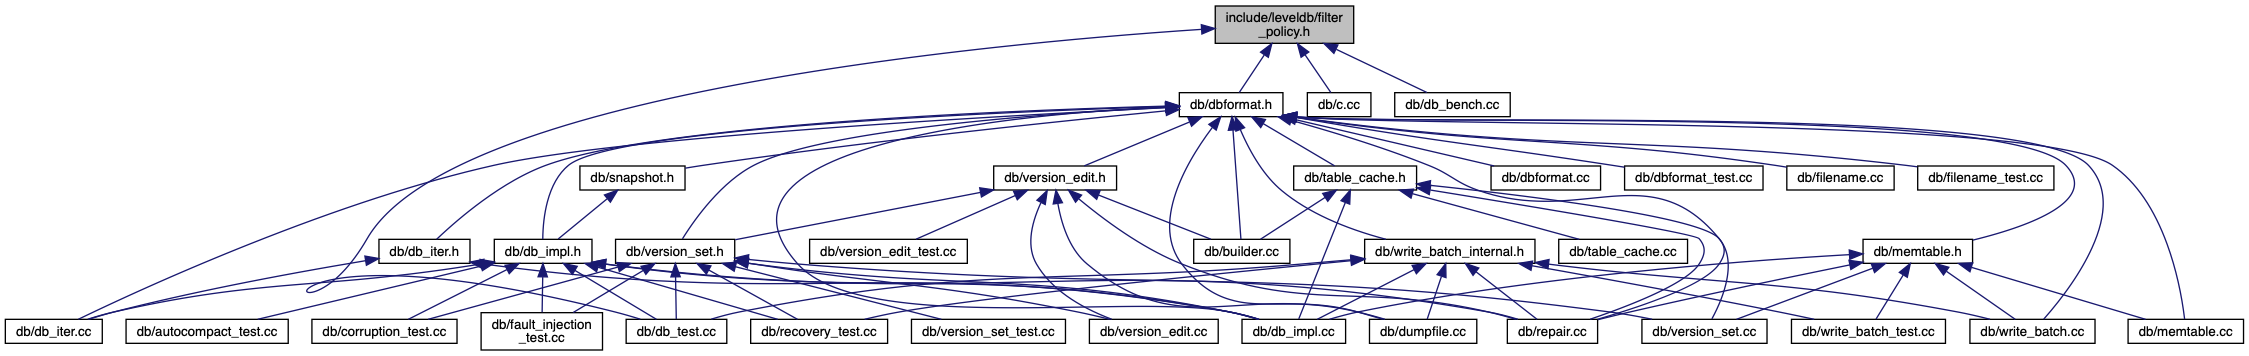 include/leveldb/filter
_policy.h
db/dbformat.h
db/c.cc
db/db_bench.cc
db/snapshot.h
db/version_edit.h
db/table_cache.h
db/dbformat.cc
db/dbformat_test.cc
db/filename.cc
db/filename_test.cc
db/db_iter.h
db/db_impl.h
db/version_set.h
db/version_edit_test.cc
db/builder.cc
db/write_batch_internal.h
db/table_cache.cc
db/memtable.h
db/db_iter.cc
db/autocompact_test.cc
db/corruption_test.cc
db/fault_injection
_test.cc
db/db_test.cc
db/recovery_test.cc
db/version_set_test.cc
db/version_edit.cc
db/db_impl.cc
db/dumpfile.cc
db/repair.cc
db/version_set.cc
db/write_batch_test.cc
db/write_batch.cc
db/memtable.cc